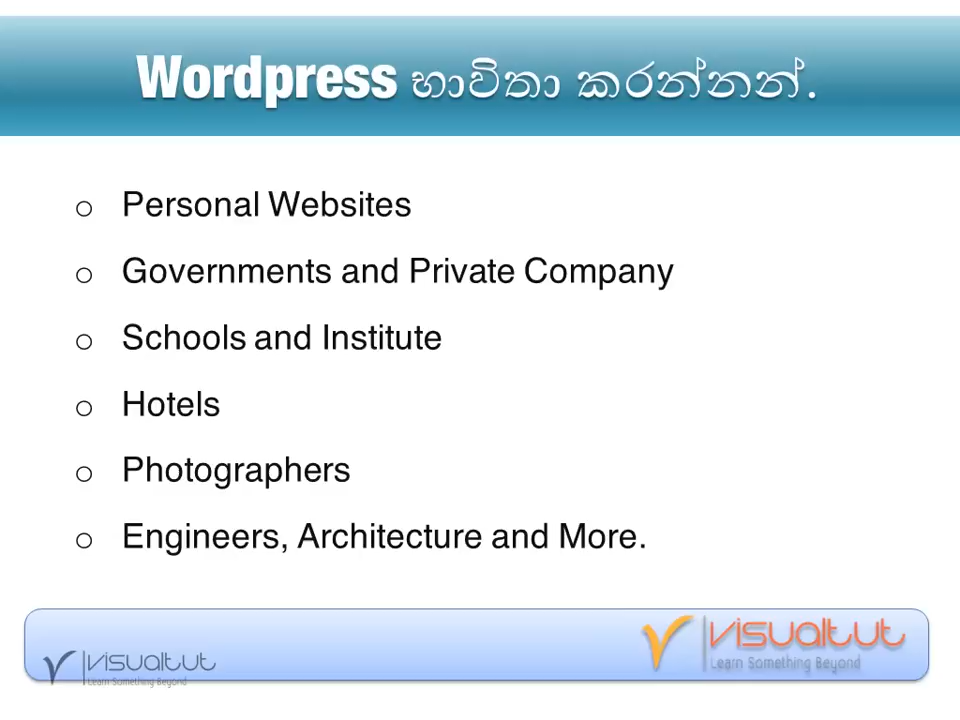 Wordpress භාවිතා කරන්නන්.
o Personal Websites
o Governments and Private Company
o Schools and Institute
o Hotels
o Photographers
o Engineers, Architecture and More.
visualtut
Learn Something Beyond
visualtut
Learn Something Beyond